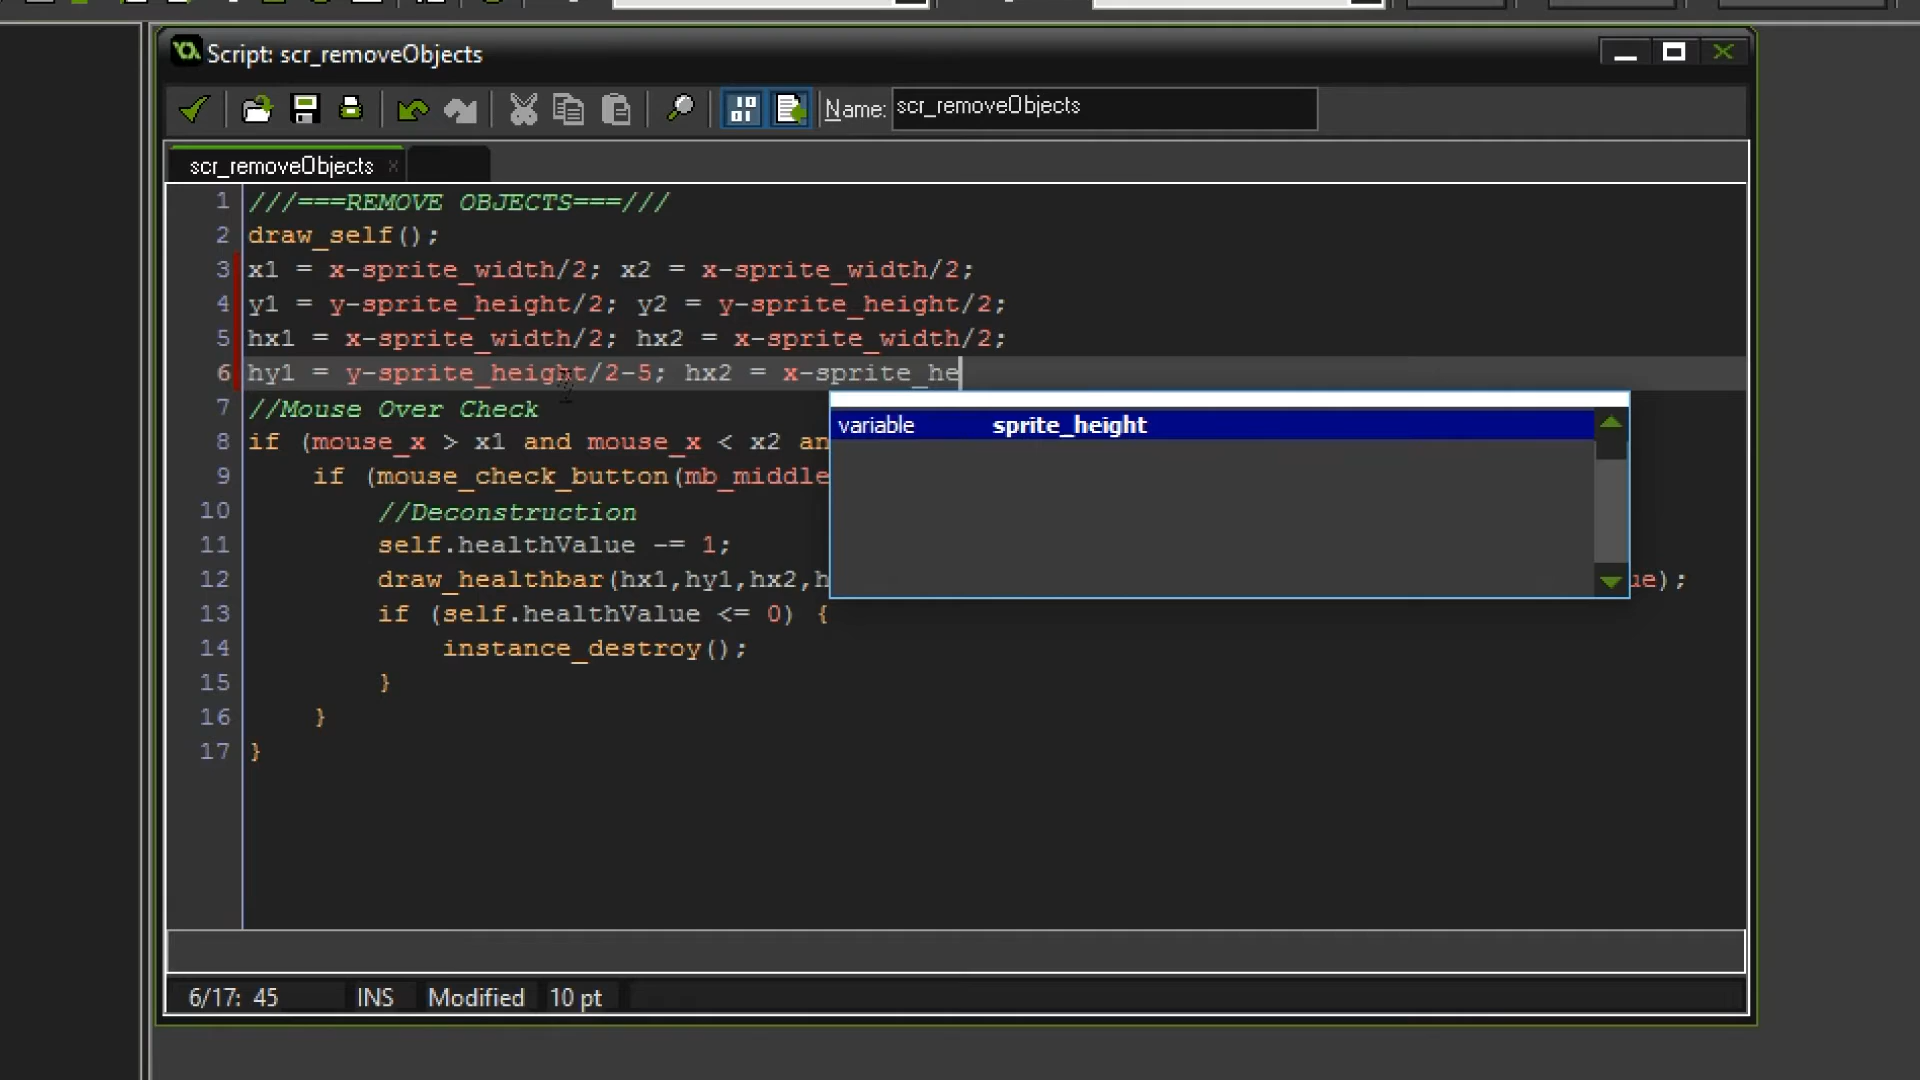 Script: scr_removeObjects
Name: scr_removeObjects
scr_removeObjects x
1 ///===REMOVE OBJECTS===///
2 draw_self();
3 x1 = x-sprite_width/2; x2 = x-sprite_width/2;
4 y1 = y-sprite_height/2; y2 = y-sprite_height/2;
5 hx1 = x-sprite_width/2; hx2 = x-sprite_width/2;
6 hy1 = y-sprite_height/2-5; hx2 = x-sprite_he
7 //Mouse Over Check
variable sprite_height
8 if (mouse_x > x1 and mouse_x < x2 an
9 if (mouse_check_button(mb_middle
10 //Deconstruction
11 self.healthValue -= 1;
12 draw_healthbar(hx1,hy1,hx2,h ue);
13 if (self.healthValue <= 0) {
14 instance_destroy();
15 }
16 }
17 }
6/17: 45 INS Modified 10 pt